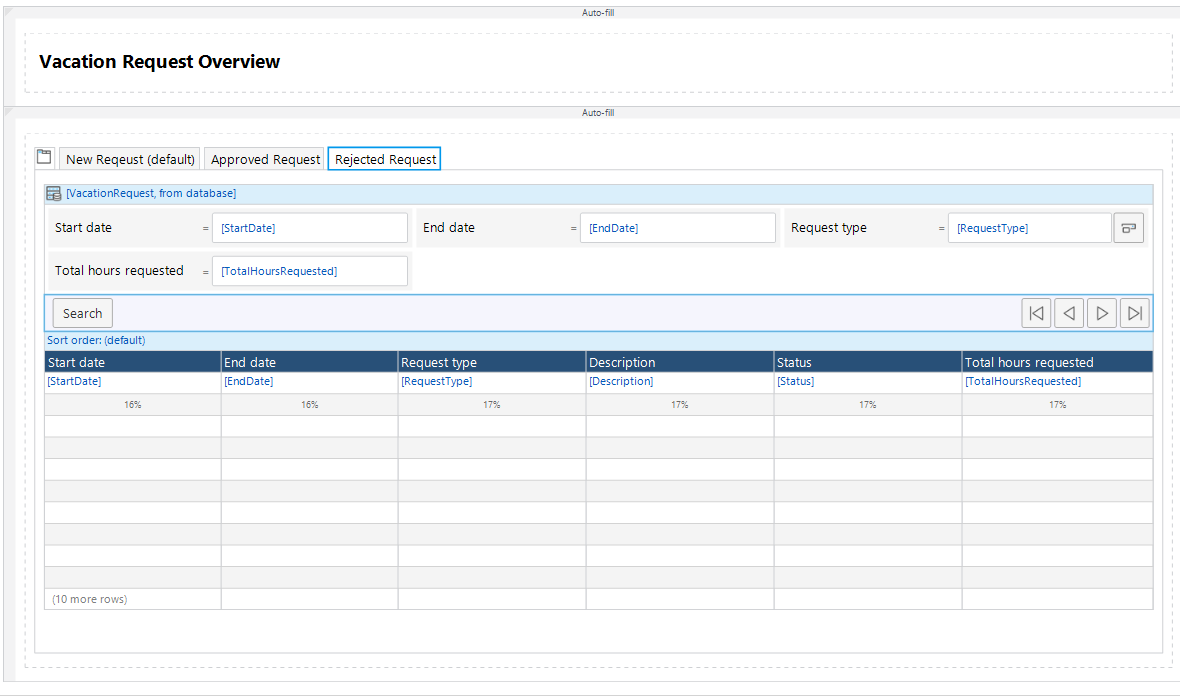 Auto-fill
Vacation Request Overview
Auto-fill
New Reqeust (default) Approved Request Rejected Request
[VacationRequest, from database]
Start date = [StartDate] End date = [EndDate] Request type = [RequestType]
Total hours requested = [TotalHoursRequested]
Search
Sort order: (default)
Start date End date Request type Description Status Total hours requested
[StartDate] [EndDate] [RequestType] [Description] [Status] [TotalHoursRequested]
16% 16% 17% 17% 17% 17%
(10 more rows)